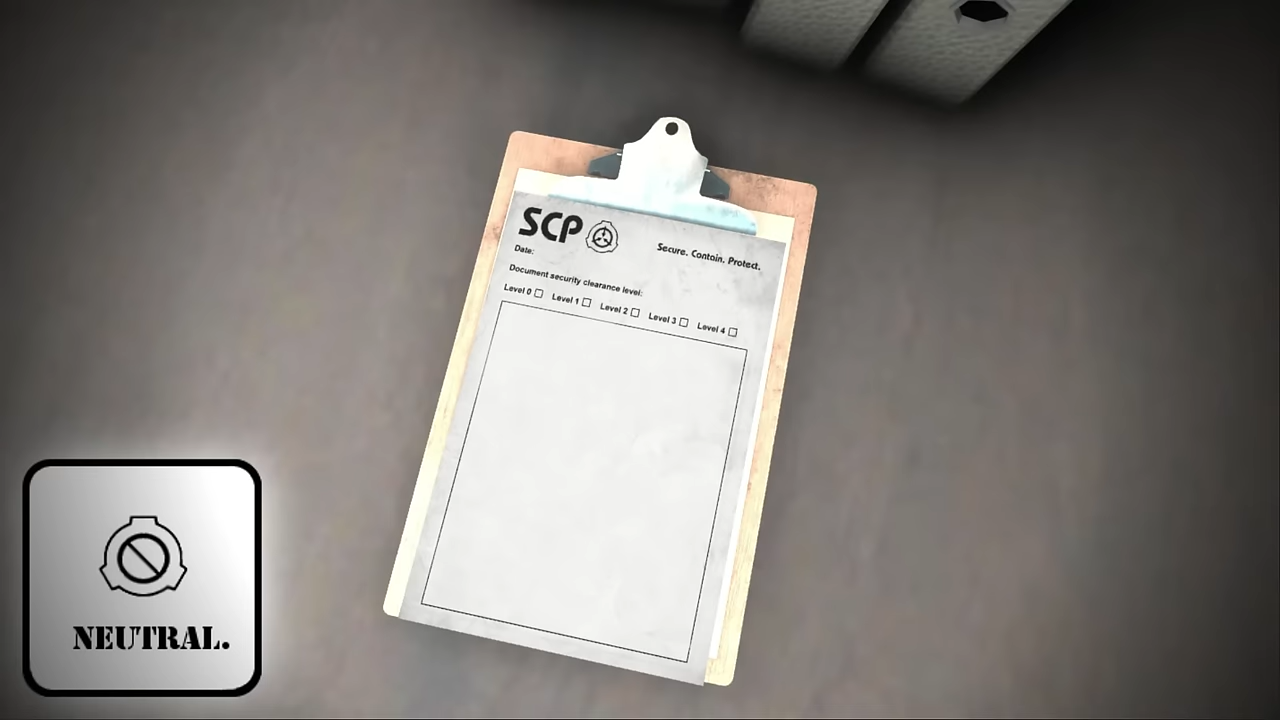 SCP
Secure. Contain. Protect.
Date:
Document security clearance level:
Level 0 Level 1 Level 2 Level 3 Level 4
NEUTRAL.